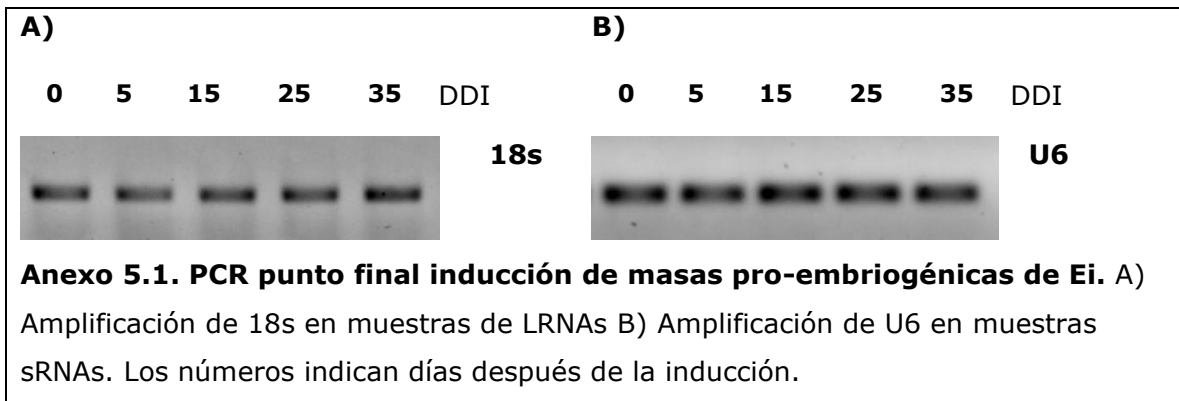 A) B)
0 5 15 25 35 DDI 0 5 15 25 35 DDI
18s U6
Anexo 5.1. PCR punto final inducción de masas pro-embriogénicas de Ei. A)
Amplificación de 18s en muestras de LRNAs B) Amplificación de U6 en muestras
sRNAs. Los números indican días después de la inducción.